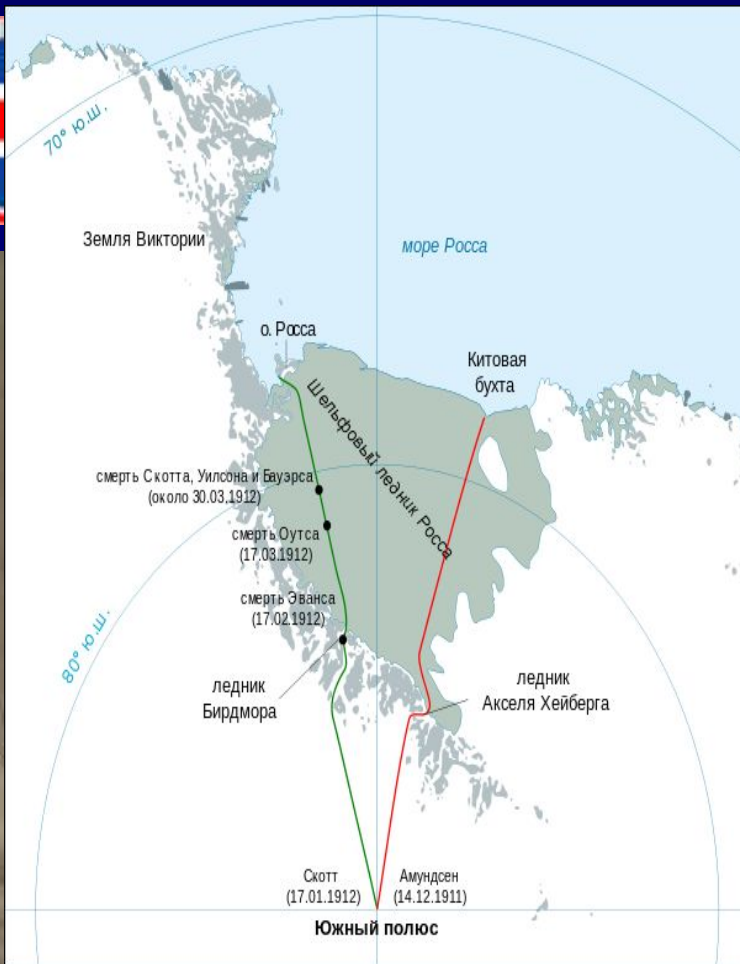 70° ю.ш.
Земля Виктории
море Росса
о. Росса
Китовая
бухта
Шельфовый ледник Росса
смерть Скотта, Уилсона и Бауэрса
(около 30.03.1912)
смерть Оутса
(17.03.1912)
смерть Эванса
(17.02.1912)
80° ю.ш.
ледник
Бирдмора
ледник
Акселя Хейберга
Скотт
(17.01.1912)
Амундсен
(14.12.1911)
Южный полюс